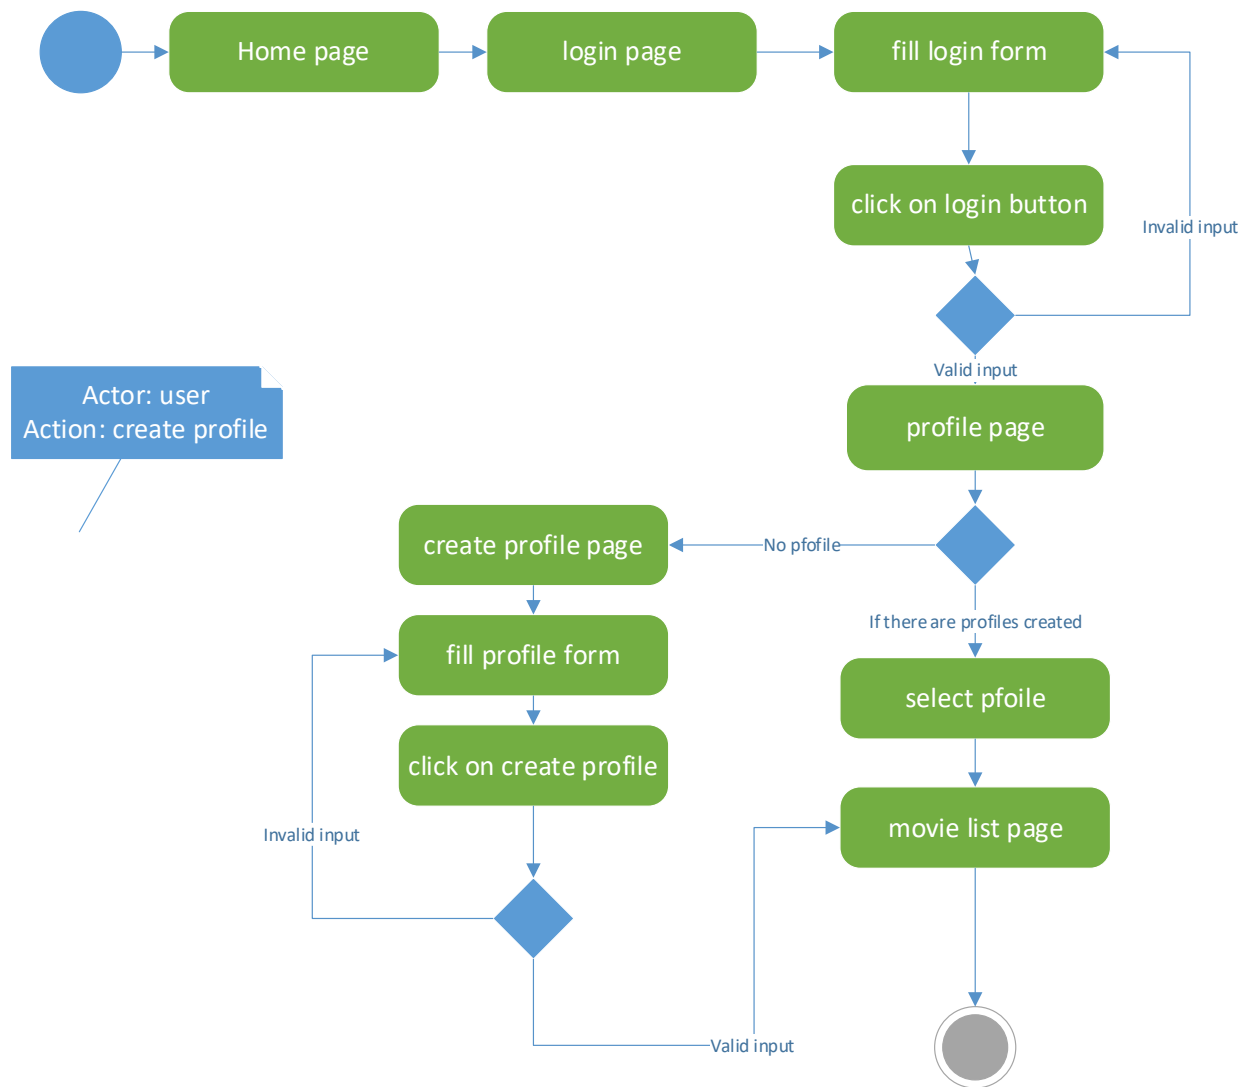 Home page
login page
fill login form
click on login button
Invalid input
Valid input
Actor: user
Action: create profile
profile page
create profile page
No pfofile
If there are profiles created
fill profile form
select pfoile
click on create profile
movie list page
Invalid input
Valid input